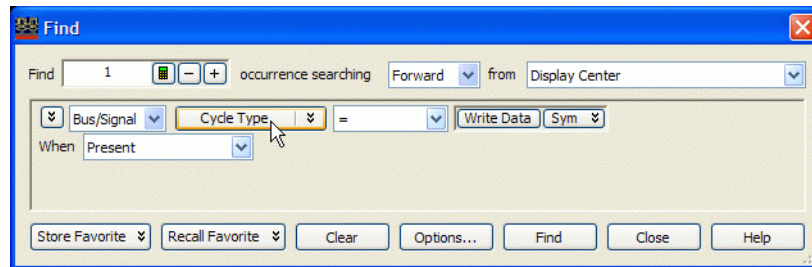 Find
Find 1 − + occurrence searching Forward from Display Center
Bus/Signal Cycle Type = Write Data Sym
When Present
Store Favorite Recall Favorite Clear Options... Find Close Help